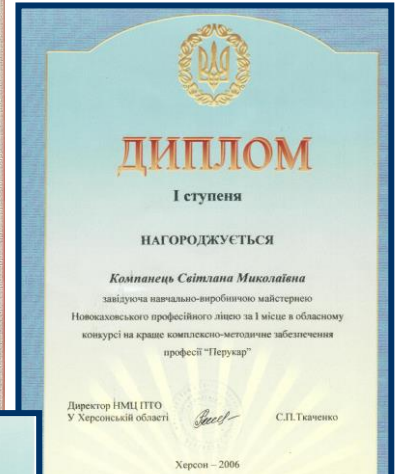 ДИПЛОМ
І ступеня
НАГОРОДЖУЄТЬСЯ
Компанець Світлана Миколаївна
завідуюча навчально-виробничою майстернею
Новокаховського професійного ліцею за І місце в обласному
конкурсі на краще комплексно-методичне забезпечення
професії "Перукар"
Директор НМЦ ПТО
У Херсонській області С.П.Ткаченко
Херсон – 2006